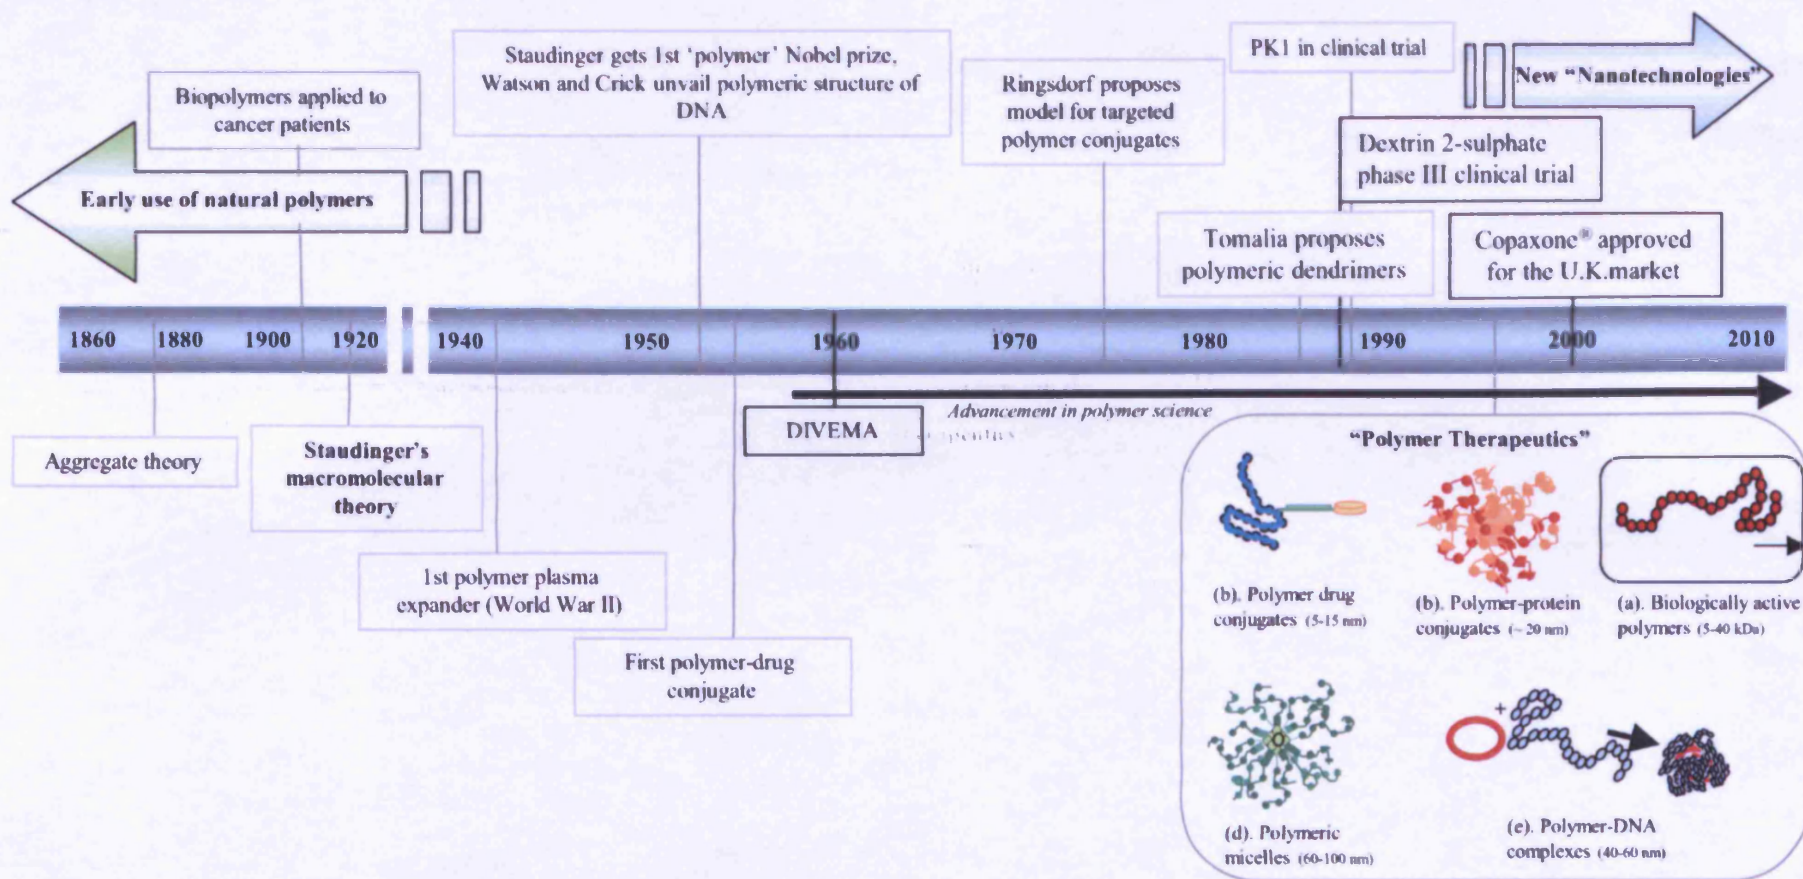 Staudinger gets 1st ‘polymer’ Nobel prize,
Watson and Crick unvail polymeric structure of
DNA
PK1 in clinical trial
New “Nanotechnologies”
Biopolymers applied to
cancer patients
Ringsdorf proposes
model for targeted
polymer conjugates
Dextrin 2-sulphate
phase III clinical trial
Early use of natural polymers
Tomalia proposes
polymeric dendrimers
Copaxone® approved
for the U.K.market
1860 1880 1900 1920 1940 1950 1960 1970 1980 1990 2000 2010
Advancement in polymer science
DIVEMA
Aggregate theory
Staudinger's
macromolecular
theory
1st polymer plasma
expander (World War II)
First polymer-drug
conjugate
“Polymer Therapeutics”
(b). Polymer drug
conjugates (5-15 nm)
(b). Polymer-protein
conjugates (~ 20 nm)
(a). Biologically active
polymers (5-40 kDa)
+
(d). Polymeric
micelles (60-100 nm)
(e). Polymer-DNA
complexes (40-60 nm)